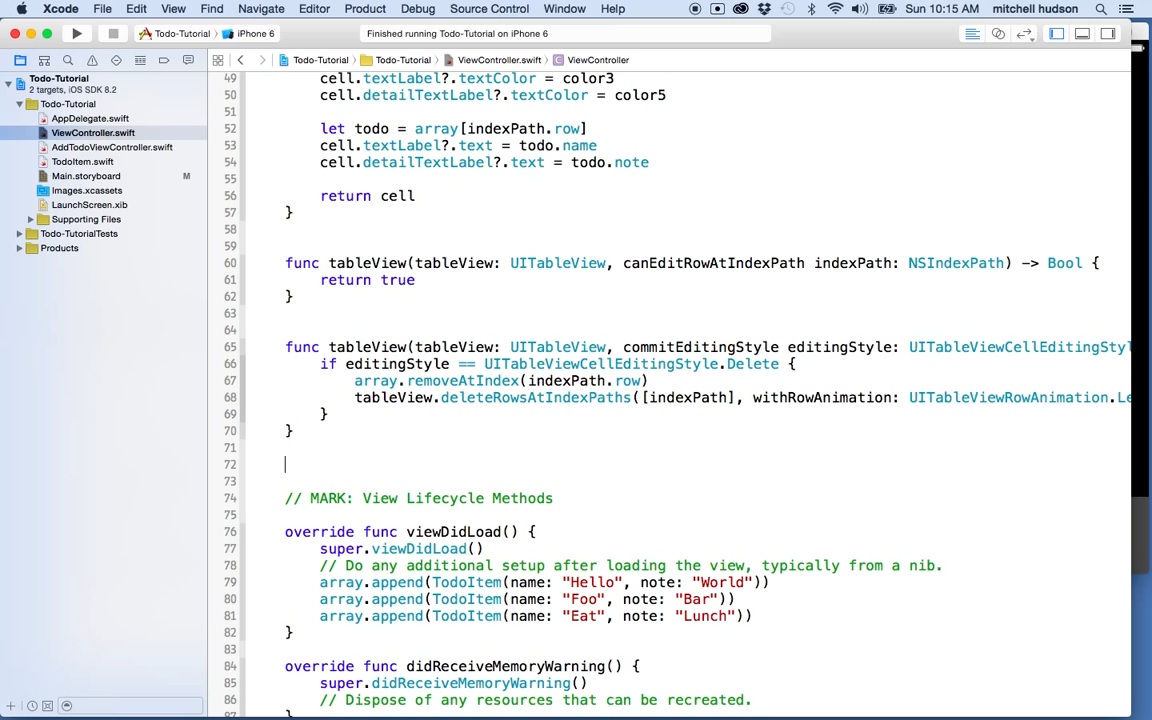 Xcode File Edit View Find Navigate Editor Product Debug Source Control Window Help Sun 10:15 AM mitchell hudson
Todo-Tutorial iPhone 6 Finished running Todo-Tutorial on iPhone 6
Todo-Tutorial Todo-Tutorial ViewController.swift ViewController
Todo-Tutorial
2 targets, iOS SDK 8.2
Todo-Tutorial
AppDelegate.swift
ViewController.swift
AddTodoViewController.swift
TodoItem.swift
Main.storyboard M
Images.xcassets
LaunchScreen.xib
Supporting Files
Todo-TutorialTests
Products
49 cell.textLabel?.textColor = color3
50 cell.detailTextLabel?.textColor = color5
51
52 let todo = array[indexPath.row]
53 cell.textLabel?.text = todo.name
54 cell.detailTextLabel?.text = todo.note
55
56 return cell
57 }
58
59
60 func tableView(tableView: UITableView, canEditRowAtIndexPath indexPath: NSIndexPath) -> Bool {
61 return true
62 }
63
64
65 func tableView(tableView: UITableView, commitEditingStyle editingStyle: UITableViewCellEditingStyl
66 if editingStyle == UITableViewCellEditingStyle.Delete {
67 array.removeAtIndex(indexPath.row)
68 tableView.deleteRowsAtIndexPaths([indexPath], withRowAnimation: UITableViewRowAnimation.Le
69 }
70 }
71
72
73
74 // MARK: View Lifecycle Methods
75
76 override func viewDidLoad() {
77 super.viewDidLoad()
78 // Do any additional setup after loading the view, typically from a nib.
79 array.append(TodoItem(name: "Hello", note: "World"))
80 array.append(TodoItem(name: "Foo", note: "Bar"))
81 array.append(TodoItem(name: "Eat", note: "Lunch"))
82 }
83
84 override func didReceiveMemoryWarning() {
85 super.didReceiveMemoryWarning()
86 // Dispose of any resources that can be recreated.
87 }